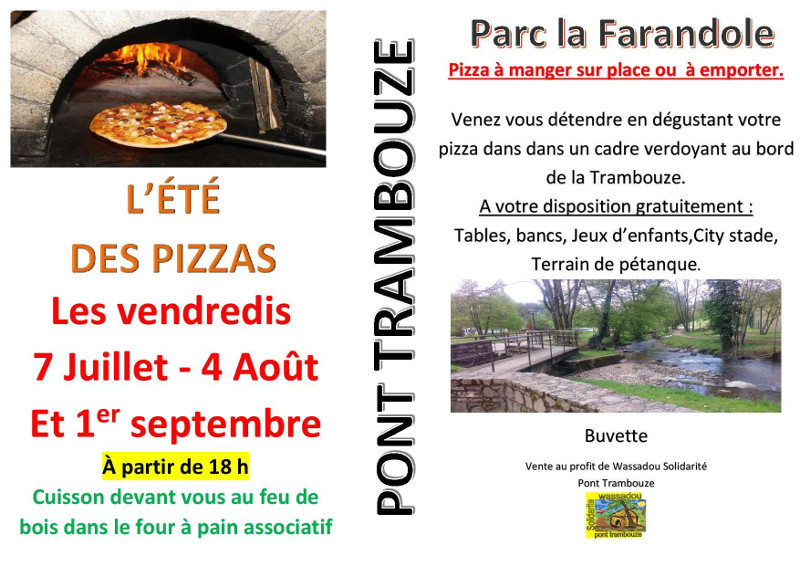 L'ÉTÉ
DES PIZZAS
Les vendredis
7 Juillet - 4 Août
Et 1er septembre
À partir de 18 h
Cuisson devant vous au feu de
bois dans le four à pain associatif
PONT TRAMBOUZE
Parc la Farandole
Pizza à manger sur place ou à emporter.
Venez vous détendre en dégustant votre
pizza dans dans un cadre verdoyant au bord
de la Trambouze.
A votre disposition gratuitement :
Tables, bancs, Jeux d'enfants,City stade,
Terrain de pétanque.
Buvette
Vente au profit de Wassadou Solidarité
Pont Trambouze
wassadou
Solidarité
pont trambouze